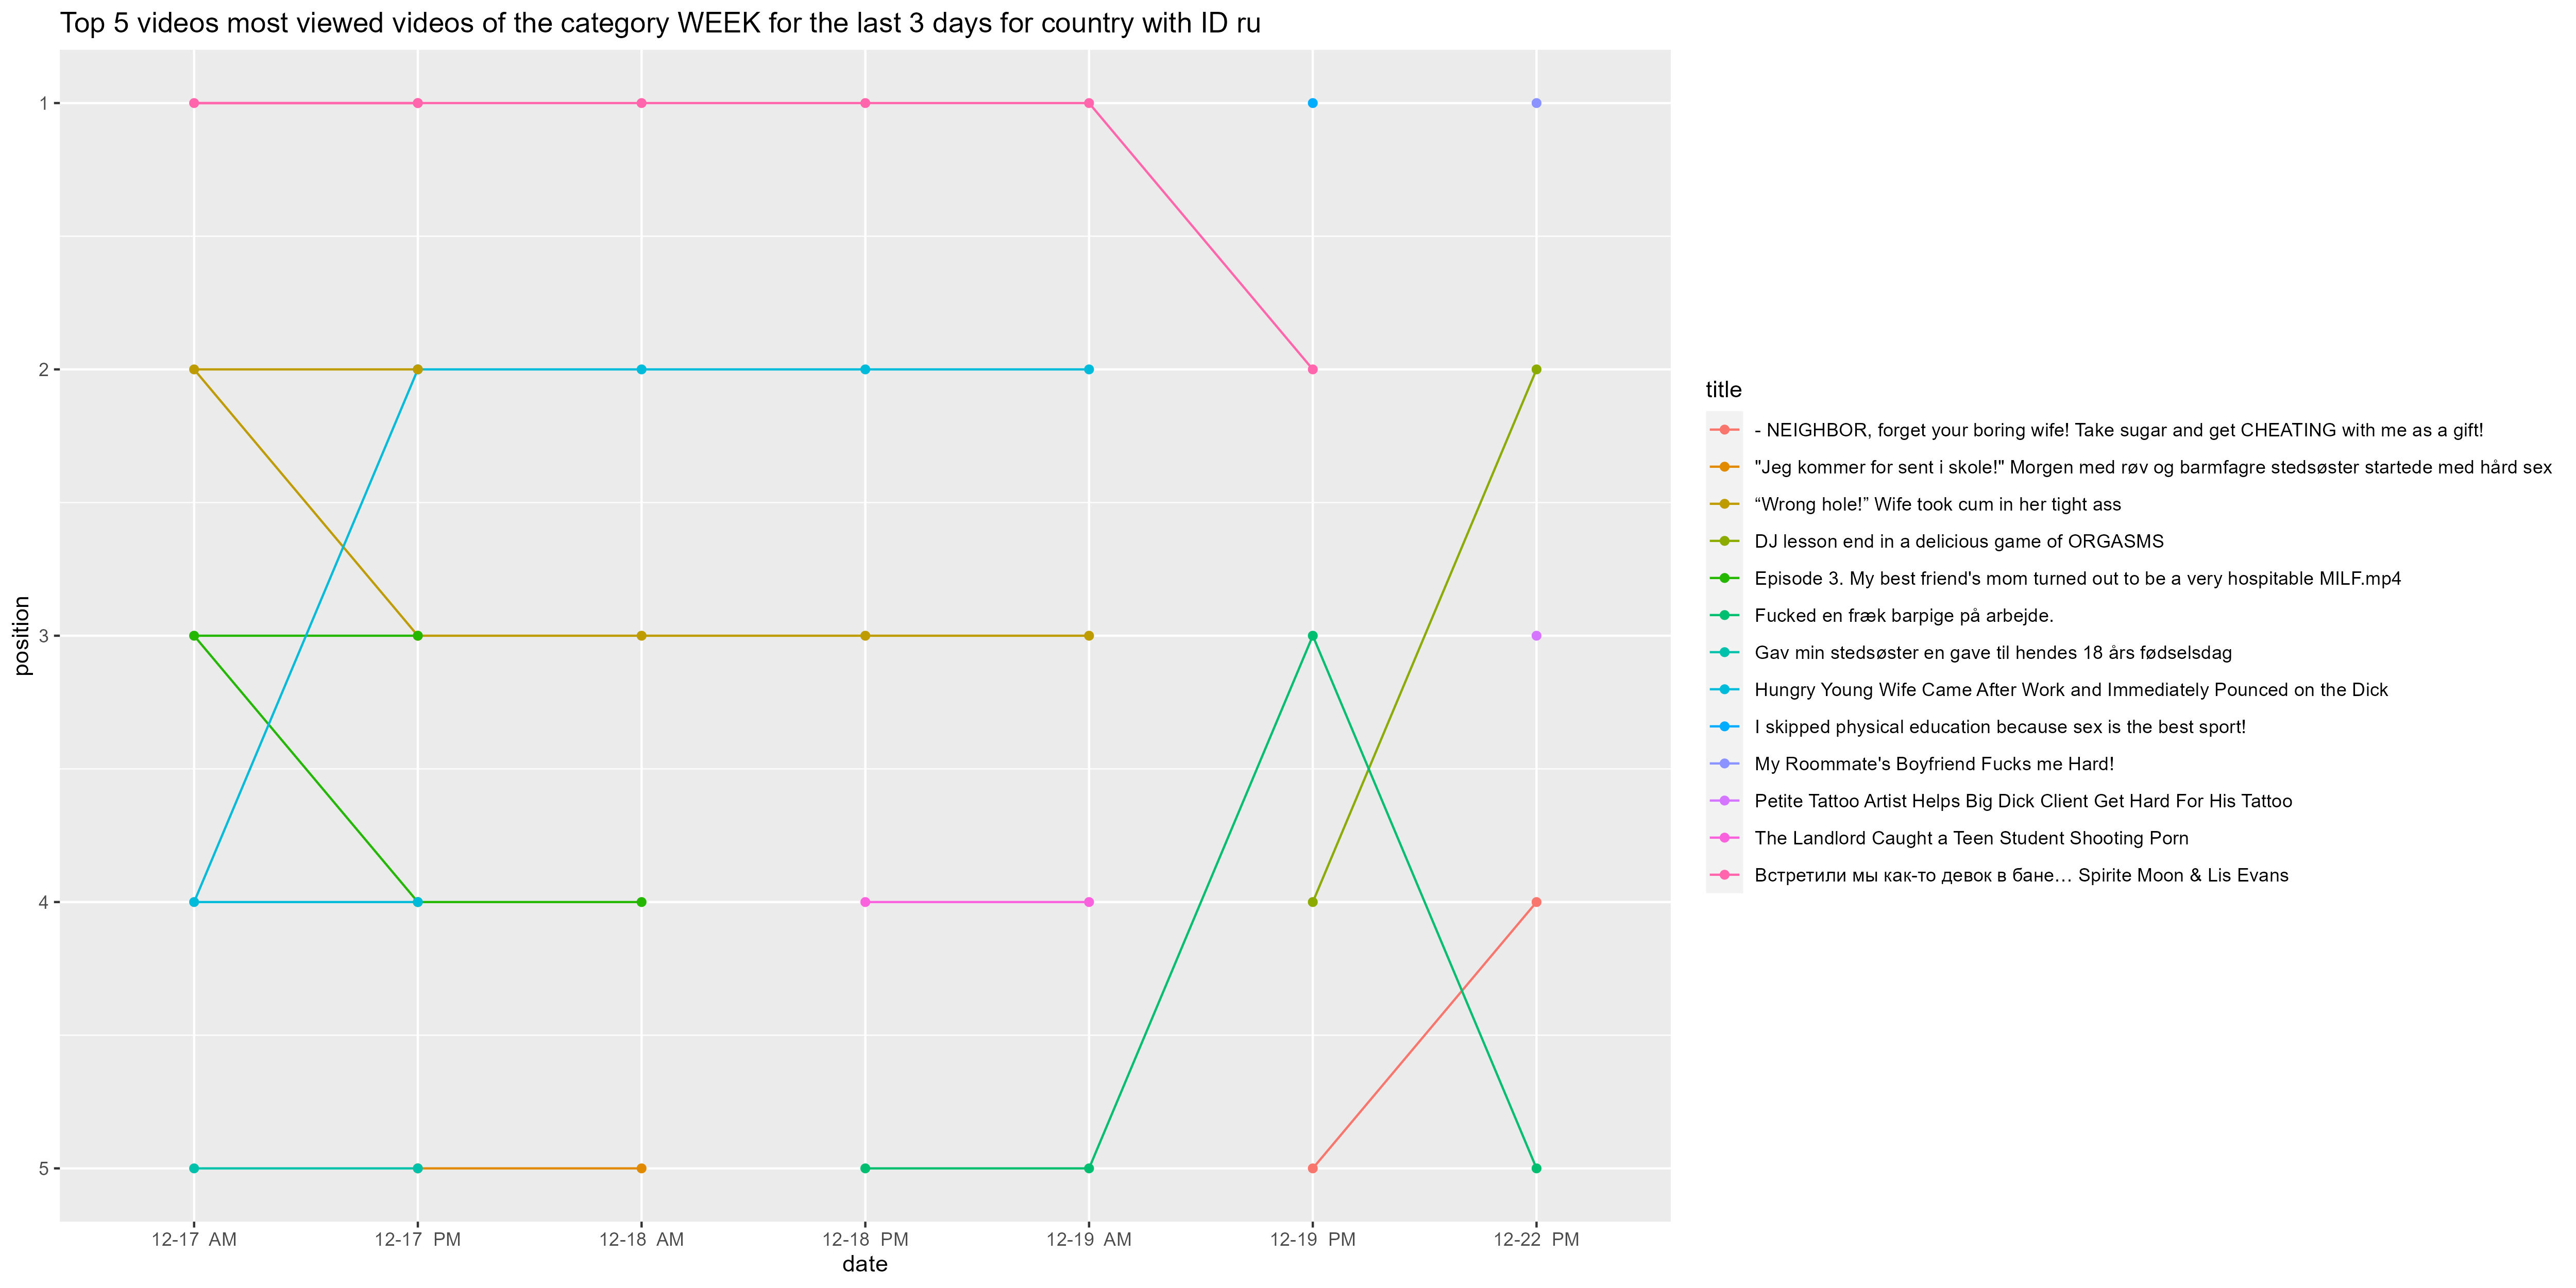 Top 5 videos most viewed videos of the category WEEK for the last 3 days for country with ID ru
position
1
2
3
4
5
12-17 AM
12-17 PM
12-18 AM
12-18 PM
12-19 AM
12-19 PM
12-22 PM
date
title
- NEIGHBOR, forget your boring wife! Take sugar and get CHEATING with me as a gift!
"Jeg kommer for sent i skole!" Morgen med røv og barmfagre stedsøster startede med hård sex
“Wrong hole!” Wife took cum in her tight ass
DJ lesson end in a delicious game of ORGASMS
Episode 3. My best friend's mom turned out to be a very hospitable MILF.mp4
Fucked en fræk barpige på arbejde.
Gav min stedsøster en gave til hendes 18 års fødselsdag
Hungry Young Wife Came After Work and Immediately Pounced on the Dick
I skipped physical education because sex is the best sport!
My Roommate's Boyfriend Fucks me Hard!
Petite Tattoo Artist Helps Big Dick Client Get Hard For His Tattoo
The Landlord Caught a Teen Student Shooting Porn
Встретили мы как-то девок в бане… Spirite Moon & Lis Evans